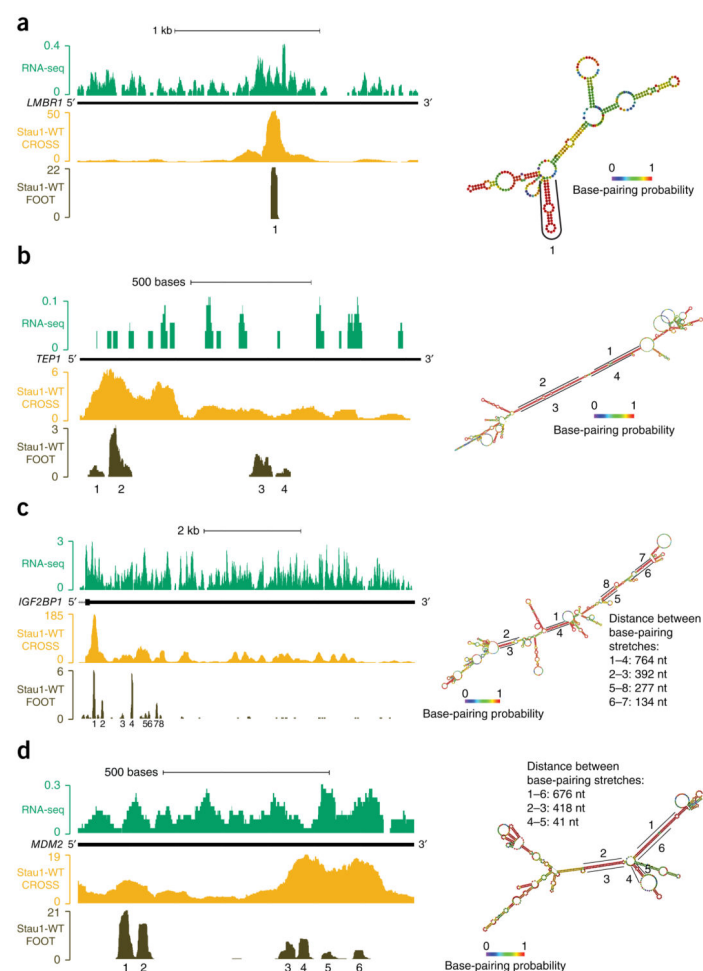 a
1 kb
0.4
RNA-seq
0
LMBR1 5′ 3′
50
Stau1-WT
CROSS
0
22
Stau1-WT
FOOT
0
1
0 1
Base-pairing probability
1
b
500 bases
0.1
RNA-seq
0
TEP1 5′ 3′
6
Stau1-WT
CROSS
0
3
Stau1-WT
FOOT
0
1 2 3 4
1
2
4
3
0 1
Base-pairing probability
c
2 kb
3
RNA-seq
0
IGF2BP1 5′ 3′
185
Stau1-WT
CROSS
0
6
Stau1-WT
FOOT
0
1 2 3 4 56 78
7
8
6
5
1
2
4
3
Distance between
base-pairing
stretches:
1–4: 764 nt
2–3: 392 nt
5–8: 277 nt
6–7: 134 nt
0 1
Base-pairing probability
d
500 bases
0.3
RNA-seq
0
MDM2 5′ 3′
19
Stau1-WT
CROSS
0
21
Stau1-WT
FOOT
0
1 2 3 4 5 6
Distance between
base-pairing stretches:
1–6: 676 nt
2–3: 418 nt
4–5: 41 nt
1
6
2
5
3 4
0 1
Base-pairing probability